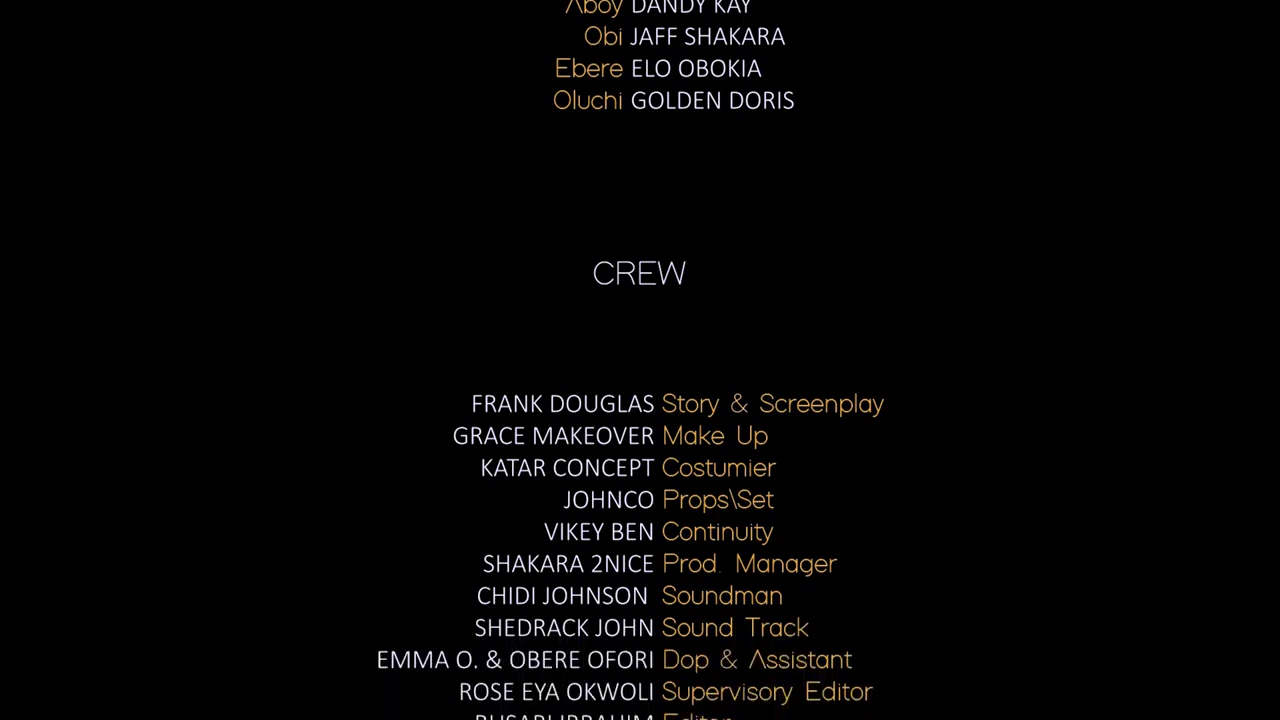 Aboy DANDY KAY
Obi JAFF SHAKARA
Ebere ELO OBOKIA
Oluchi GOLDEN DORIS
CREW
FRANK DOUGLAS Story & Screenplay
GRACE MAKEOVER Make Up
KATAR CONCEPT Costumier
JOHNCO Props\Set
VIKEY BEN Continuity
SHAKARA 2NICE Prod. Manager
CHIDI JOHNSON Soundman
SHEDRACK JOHN Sound Track
EMMA O. & OBERE OFORI Dop & Assistant
ROSE EYA OKWOLI Supervisory Editor
IBRAHIM Editor